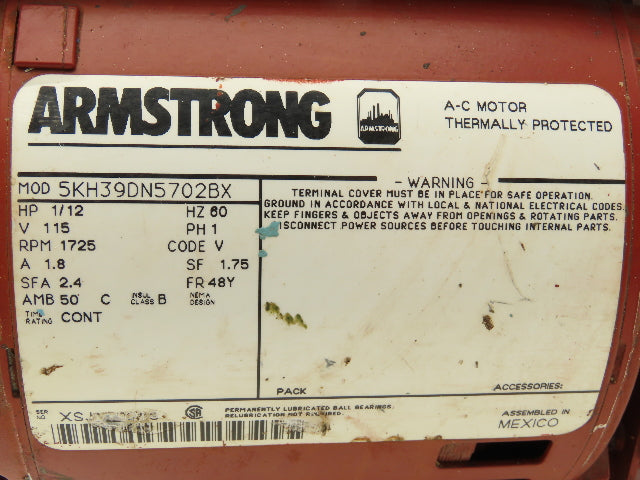 ARMSTRONG
ARMSTRONG
A-C MOTOR
THERMALLY PROTECTED
MOD 5KH39DN5702BX
HP 1/12 HZ 60
V 115 PH 1
RPM 1725 CODE V
A 1.8 SF 1.75
SFA 2.4 FR 48Y
AMB 50 C INSUL CLASS B NEMA DESIGN
TIME RATING CONT
- WARNING -
TERMINAL COVER MUST BE IN PLACE FOR SAFE OPERATION.
GROUND IN ACCORDANCE WITH LOCAL & NATIONAL ELECTRICAL CODES.
KEEP FINGERS & OBJECTS AWAY FROM OPENINGS & ROTATING PARTS.
DISCONNECT POWER SOURCES BEFORE TOUCHING INTERNAL PARTS.
PACK
ACCESSORIES:
SER NO
PERMANENTLY LUBRICATED BALL BEARINGS.
RELUBRICATION NOT REQUIRED.
ASSEMBLED IN
MEXICO